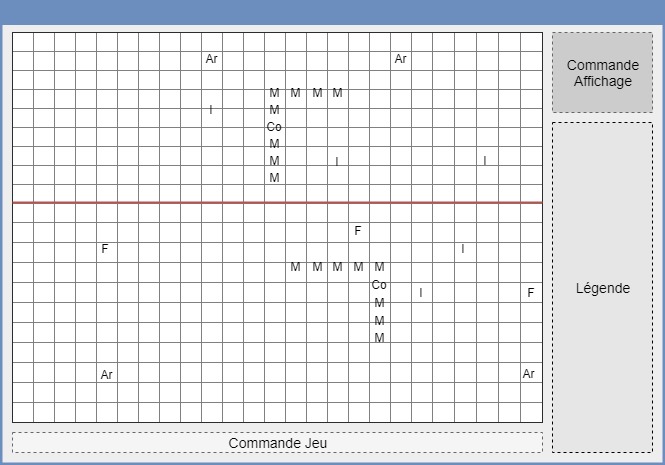 Ar Ar
Commande
Affichage
M M M M
I M
Co
M
M I I
M
F
F I
M M M M M
Co
I F
M
M
M
Ar Ar
Légende
Commande Jeu